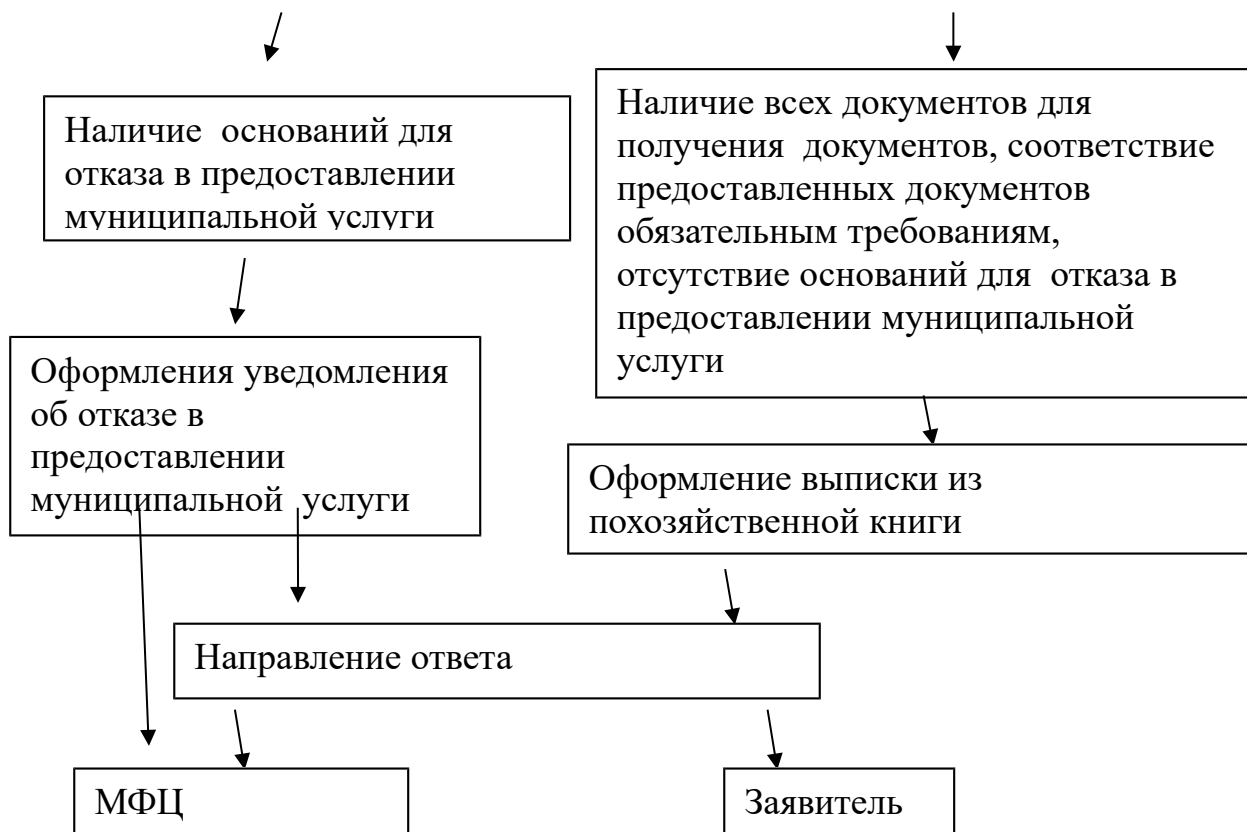 Наличие  оснований для
отказа в предоставлении
муниципальной услуги
Наличие всех документов для
получения  документов, соответствие
предоставленных документов
обязательным требованиям,
отсутствие оснований для  отказа в
предоставлении муниципальной
услуги
Оформления уведомления
об отказе в
предоставлении
муниципальной  услуги
Оформление выписки из
похозяйственной книги
Направление ответа
МФЦ
Заявитель